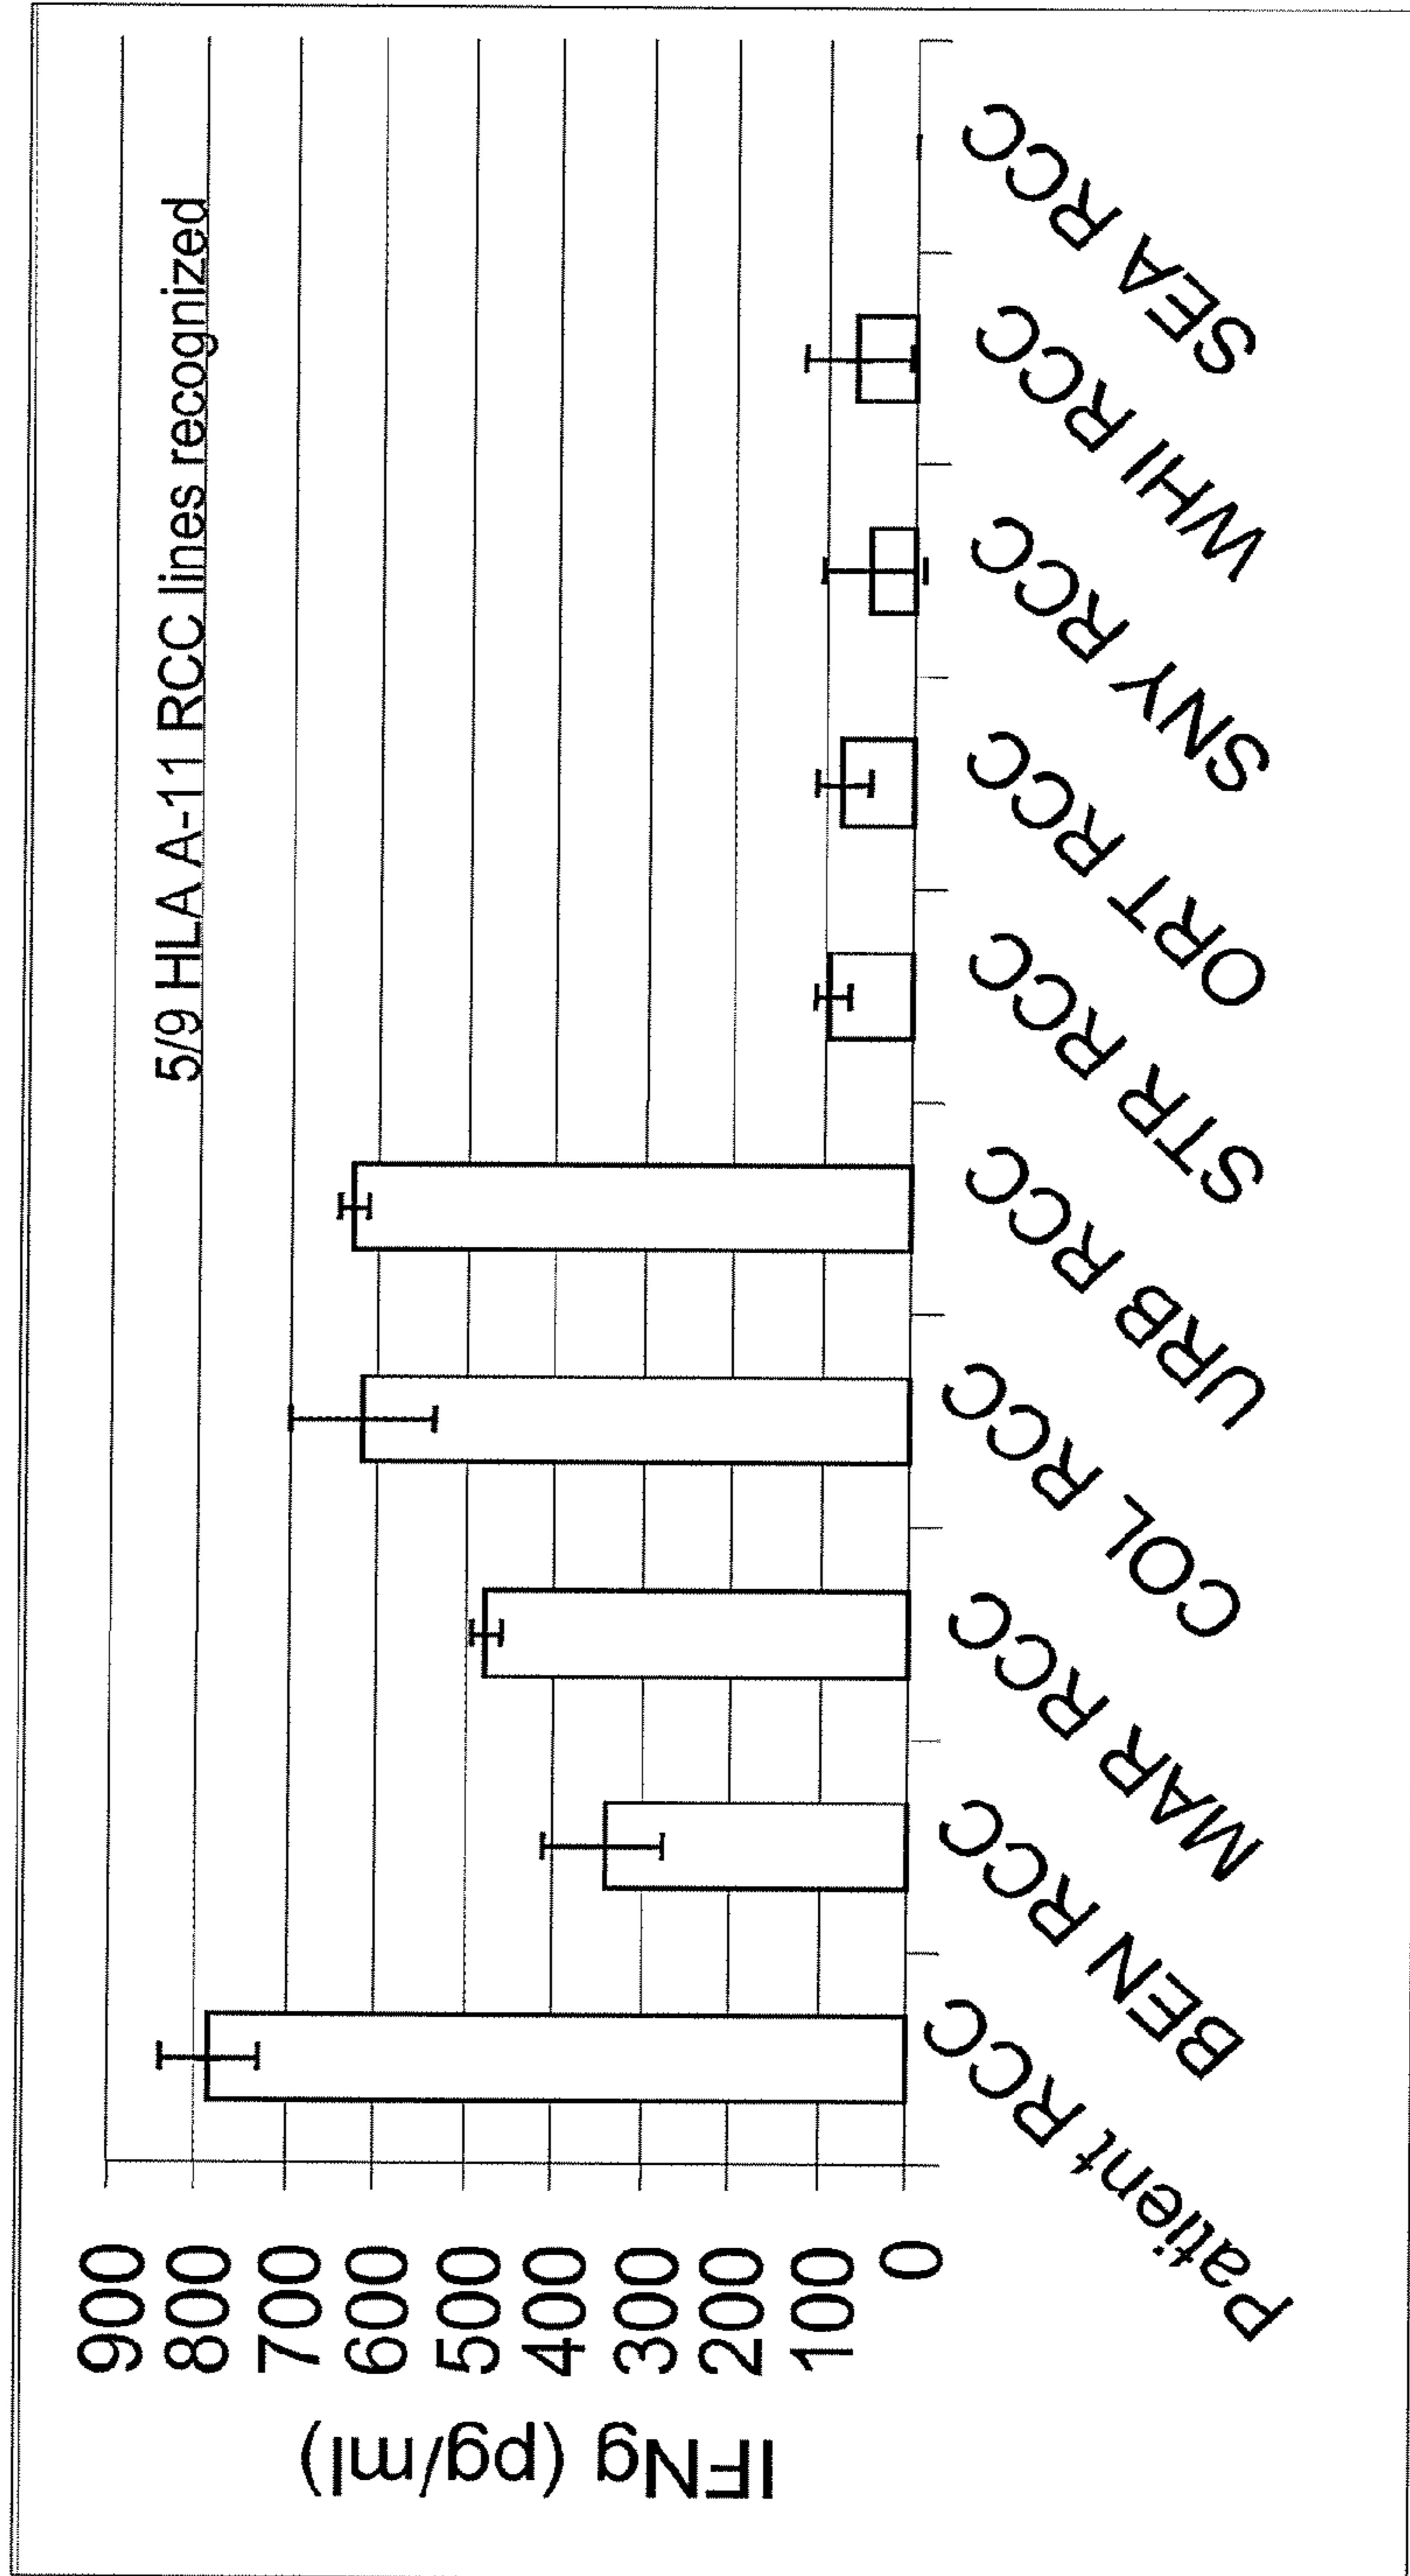 5/9 HLA A-11 RCC lines recognized
IFNg (pg/ml)
900
800
700
600
500
400
300
200
100
0
Patient RCC
BEN RCC
MAR RCC
COL RCC
URB RCC
STR RCC
ORT RCC
SNY RCC
WHI RCC
SEA RCC